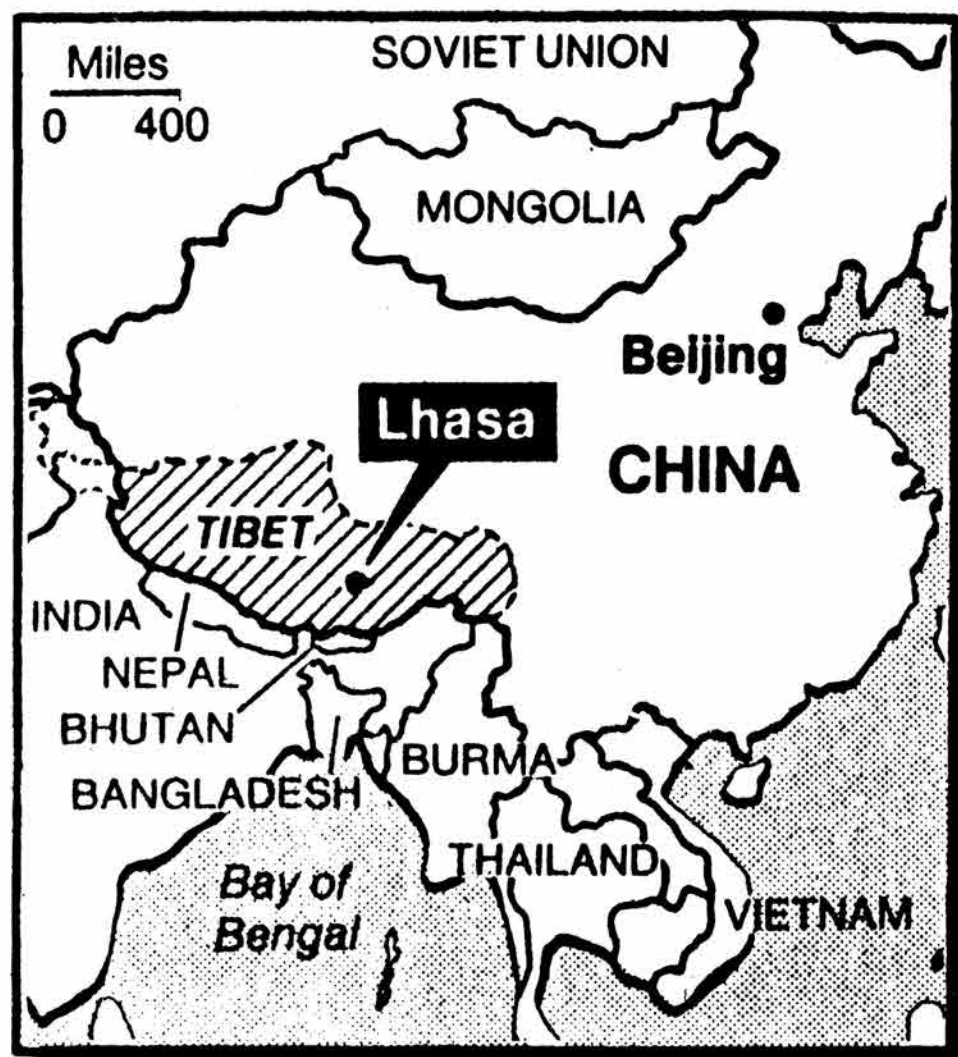 SOVIET UNION
Miles
0 400
MONGOLIA
Beijing
Lhasa
CHINA
TIBET
INDIA
NEPAL
BHUTAN
BURMA
BANGLADESH
THAILAND
Bay of
Bengal
VIETNAM